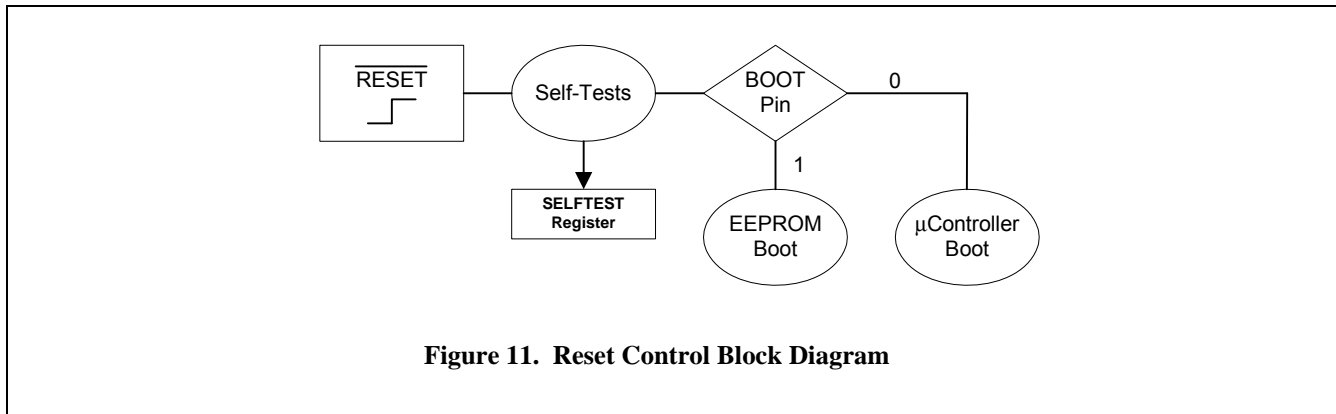 RESET
Self-Tests
BOOT
Pin
0
1
SELFTEST
Register
EEPROM
Boot
μController
Boot
Figure 11. Reset Control Block Diagram